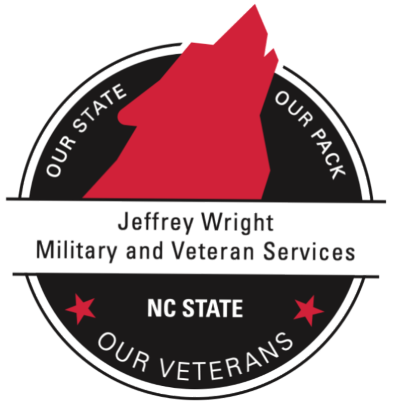 OUR STATE
OUR PACK
Jeffrey Wright
Military and Veteran Services
NC STATE
OUR VETERANS